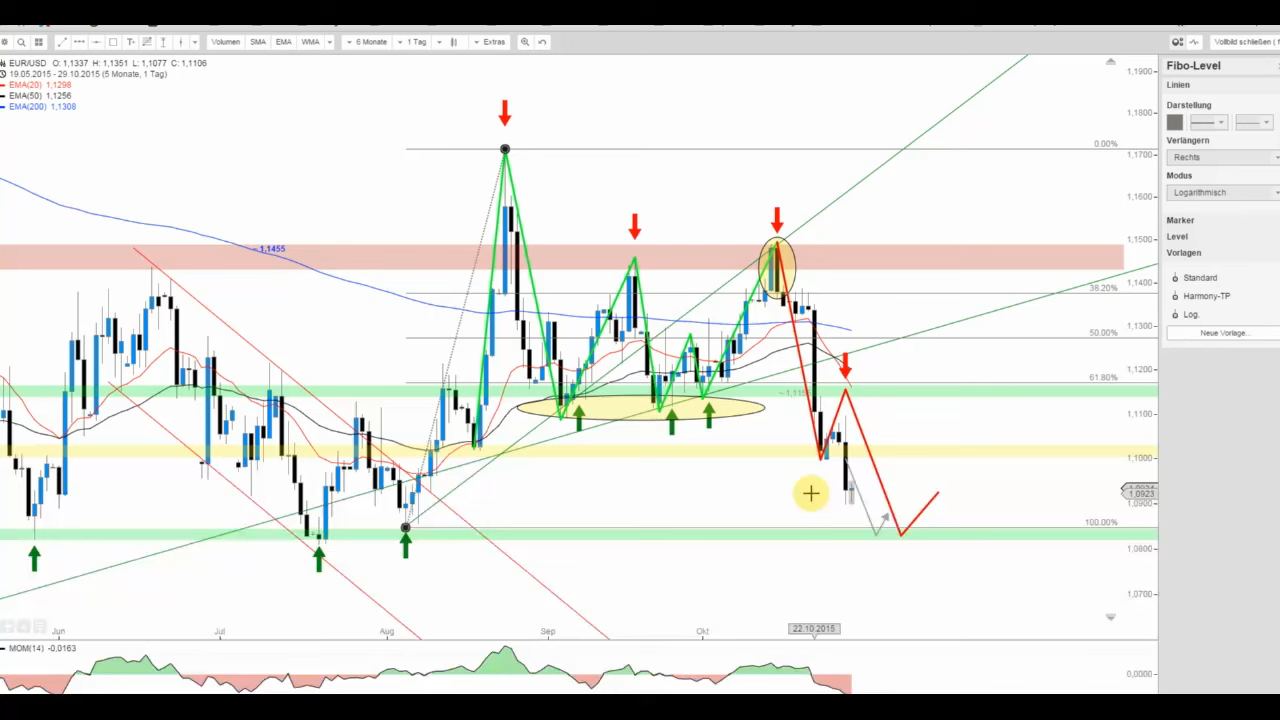 Volumen SMA EMA WMA 6 Monate 1 Tag Extras
EUR/USD O: 1,1337 H: 1,1351 L: 1,1077 C: 1,1106
19.05.2015 - 29.10.2015 (5 Monate, 1 Tag)
EMA(20) 1,1298
EMA(50) 1,1256
EMA(200) 1,1308
1,1455
0.00%
38.20%
50.00%
61.80%
100.00%
1,1900
1,1800
1,1700
1,1600
1,1500
1,1400
1,1300
1,1200
1,1100
1,1000
1,0923
1,0900
1,0800
1,0700
Jun Jul Aug Sep Okt
22.10.2015
MOM(14) -0,0163
0,0000
Vollbild schließen (
Fibo-Level
Linien
Darstellung
Verlängern
Rechts
Modus
Logarithmisch
Marker
Level
Vorlagen
Standard
Harmony-TP
Log.
Neue Vorlage...